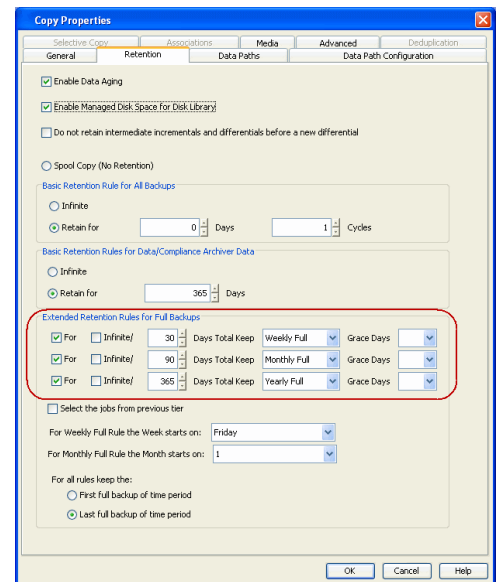 Copy Properties
Selective Copy Associations Media Advanced Deduplication
General Retention Data Paths Data Path Configuration
Enable Data Aging
Enable Managed Disk Space for Disk Library
Do not retain intermediate incrementals and differentials before a new differential
Spool Copy (No Retention)
Basic Retention Rule for All Backups
Infinite
Retain for 0 Days 1 Cycles
Basic Retention Rules for Data/Compliance Archiver Data
Infinite
Retain for 365 Days
Extended Retention Rules for Full Backups
For Infinite/ 30 Days Total Keep Weekly Full Grace Days
For Infinite/ 90 Days Total Keep Monthly Full Grace Days
For Infinite/ 365 Days Total Keep Yearly Full Grace Days
Select the jobs from previous tier
For Weekly Full Rule the Week starts on: Friday
For Monthly Full Rule the Month starts on: 1
For all rules keep the:
First full backup of time period
Last full backup of time period
OK Cancel Help